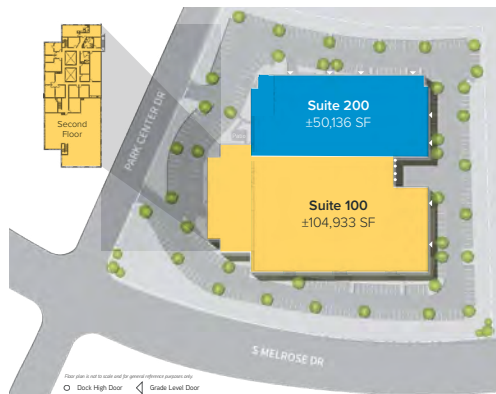 Second
Floor
PARK CENTER DR
Suite 200
±50,136 SF
Suite 100
±104,933 SF
S MELROSE DR
Floor plan is not to scale and for general reference purposes only.
Dock High Door Grade Level Door